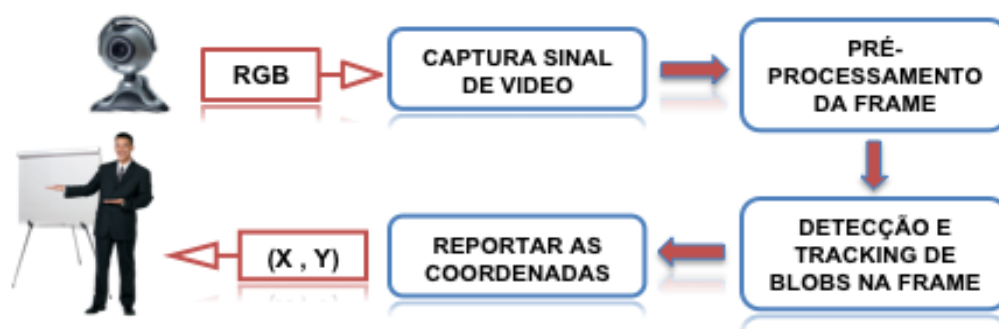 RGB
CAPTURA SINAL
DE VIDEO
PRÉ-
PROCESSAMENTO
DA FRAME
DETECÇÃO E
TRACKING DE
BLOBS NA FRAME
REPORTAR AS
COORDENADAS
(X , Y)